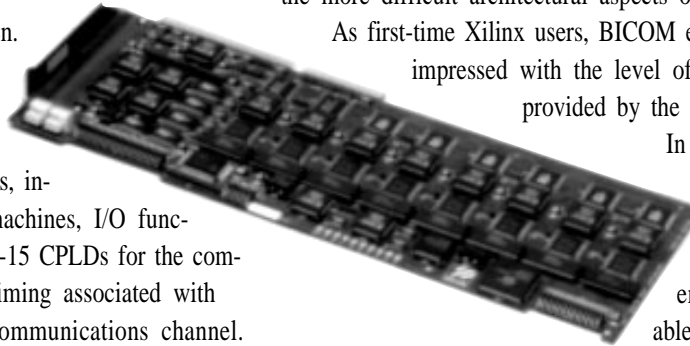 the more difficult architectural aspects o
n.
As first-time Xilinx users, BICOM e
impressed with the level of
provided by the
In
s, in-
machines, I/O func-
-15 CPLDs for the com-
iming associated with
ommunications channel.
er
able